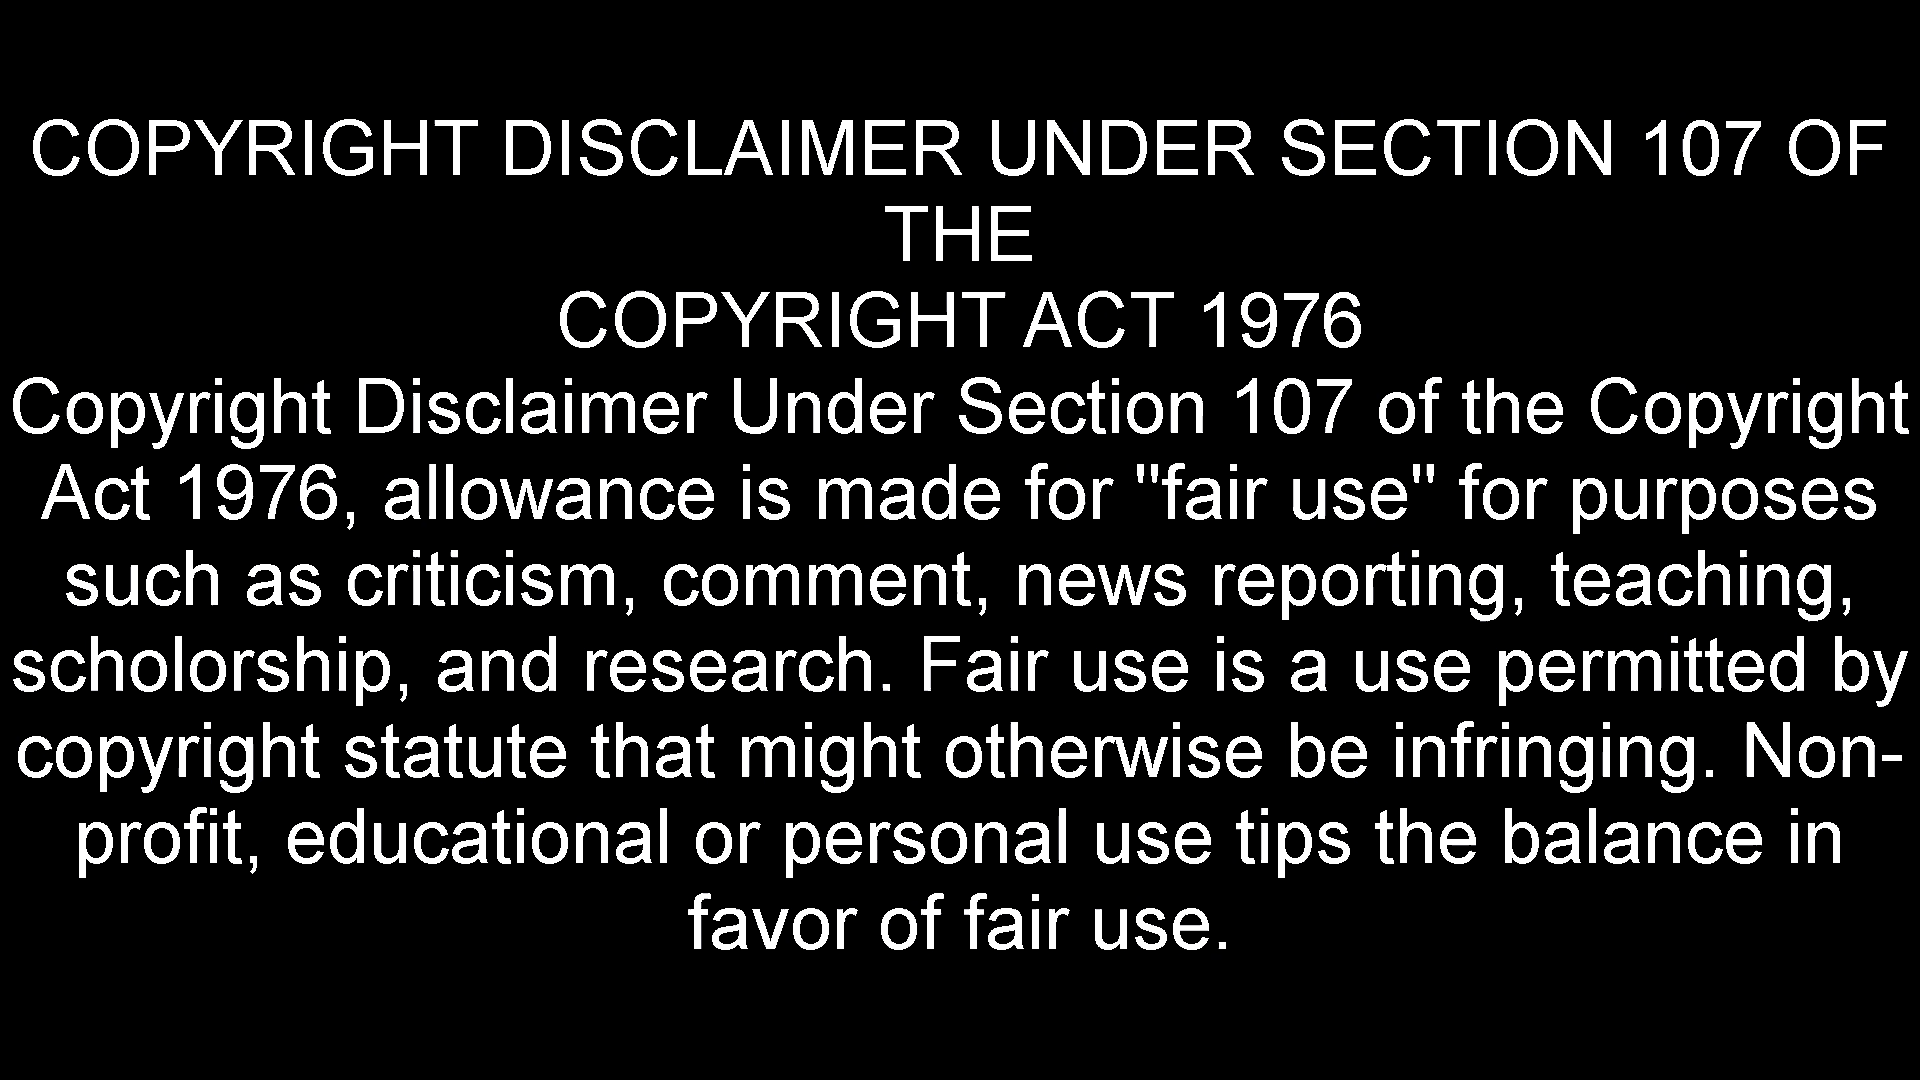 COPYRIGHT DISCLAIMER UNDER SECTION 107 OF
THE
COPYRIGHT ACT 1976
Copyright Disclaimer Under Section 107 of the Copyright
Act 1976, allowance is made for "fair use" for purposes
such as criticism, comment, news reporting, teaching,
scholorship, and research. Fair use is a use permitted by
copyright statute that might otherwise be infringing. Non-
profit, educational or personal use tips the balance in
favor of fair use.